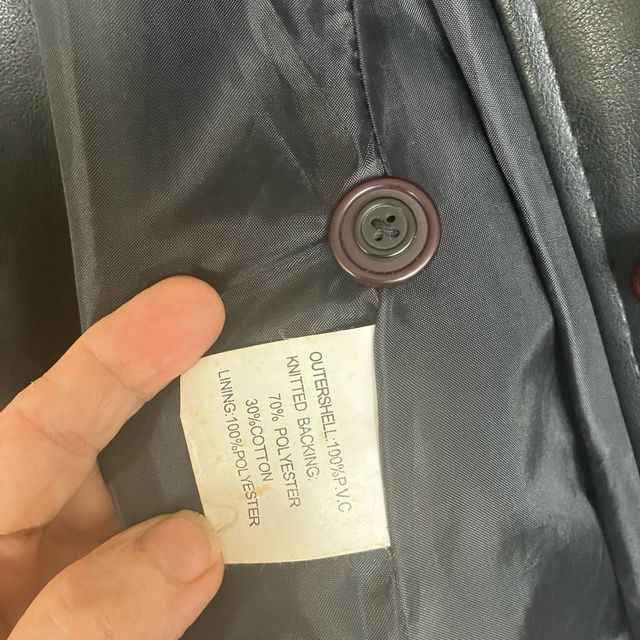 OUTERSHELL:100%P.V.C
KNITTED BACKING:
70% POLYESTER
30%COTTON
LINING:100%POLYESTER